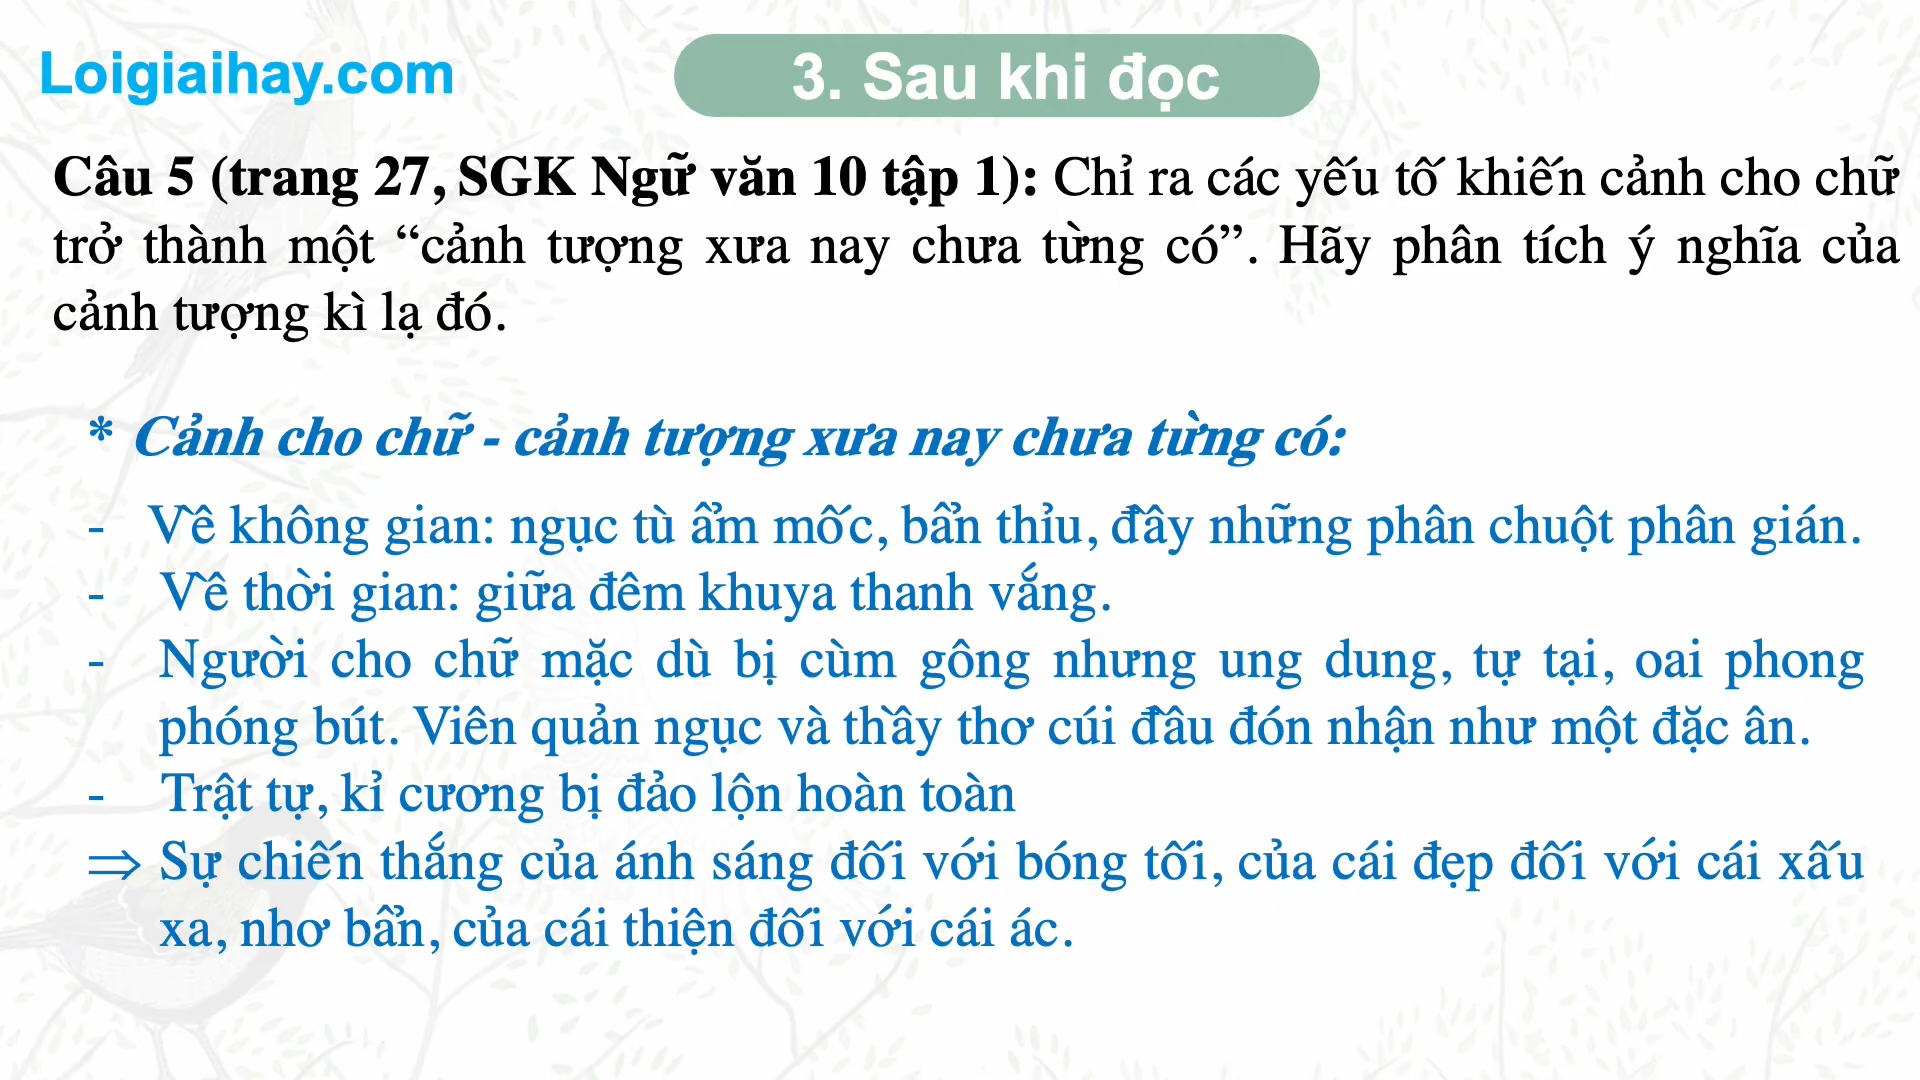 Loigiaihay.com
3. Sau khi đọc
Câu 5 (trang 27, SGK Ngữ văn 10 tập 1): Chỉ ra các yếu tố khiến cảnh cho chữ
trở thành một “cảnh tượng xưa nay chưa từng có”. Hãy phân tích ý nghĩa của
cảnh tượng kì lạ đó.
* Cảnh cho chữ - cảnh tượng xưa nay chưa từng có:
- Về không gian: ngục tù ẩm mốc, bẩn thỉu, đầy những phân chuột phân gián.
- Về thời gian: giữa đêm khuya thanh vắng.
- Người cho chữ mặc dù bị cùm gông nhưng ung dung, tự tại, oai phong
phóng bút. Viên quản ngục và thầy thơ cúi đầu đón nhận như một đặc ân.
- Trật tự, kỉ cương bị đảo lộn hoàn toàn
⇒ Sự chiến thắng của ánh sáng đối với bóng tối, của cái đẹp đối với cái xấu
xa, nhơ bẩn, của cái thiện đối với cái ác.